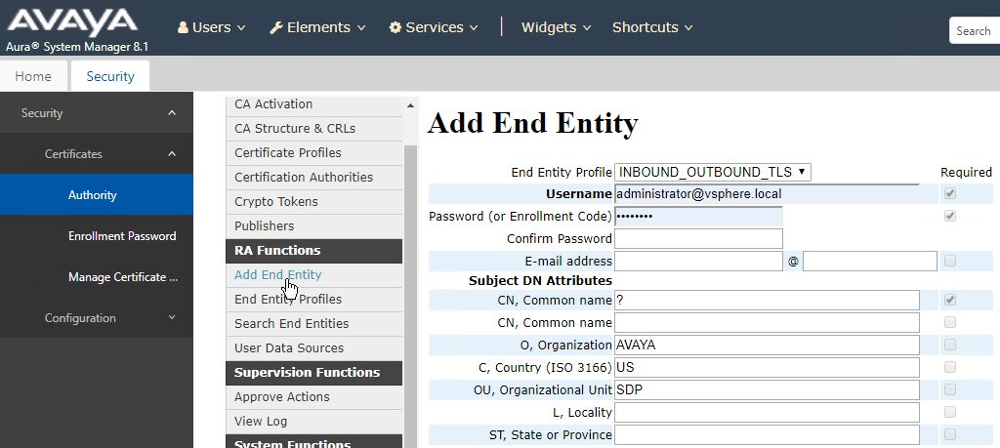 AVAYA
Aura® System Manager 8.1
Users
Elements
Services
Widgets
Shortcuts
Search
Home
Security
Security
Certificates
Authority
Enrollment Password
Manage Certificate ...
Configuration
CA Activation
CA Structure & CRLs
Certificate Profiles
Certification Authorities
Crypto Tokens
Publishers
RA Functions
Add End Entity
End Entity Profiles
Search End Entities
User Data Sources
Supervision Functions
Approve Actions
View Log
System Functions
Add End Entity
End Entity Profile INBOUND_OUTBOUND_TLS Required
Username administrator@vsphere.local
Password (or Enrollment Code) ••••••••
Confirm Password
E-mail address @
Subject DN Attributes
CN, Common name ?
CN, Common name
O, Organization AVAYA
C, Country (ISO 3166) US
OU, Organizational Unit SDP
L, Locality
ST, State or Province